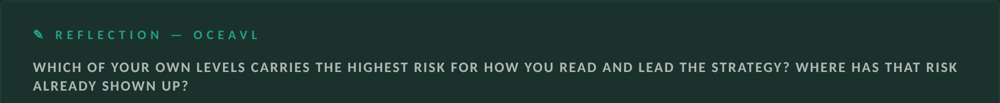 ✎ REFLECTION — OCEAVL
WHICH OF YOUR OWN LEVELS CARRIES THE HIGHEST RISK FOR HOW YOU READ AND LEAD THE STRATEGY? WHERE HAS THAT RISK
ALREADY SHOWN UP?